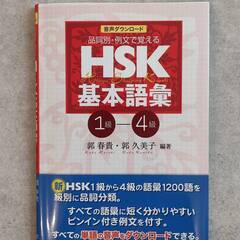 音声ダウンロード
品詞別・例文で覚える
HSK
基本語彙
1級—4級
郭 春貴・郭 久美子 編著
新HSK1級から4級の語彙1200語を
級別に品詞分類。
すべての語彙に短く分かりやすい
ピンイン付き例文を付す。
すべての単語の音声をダウンロードできる。